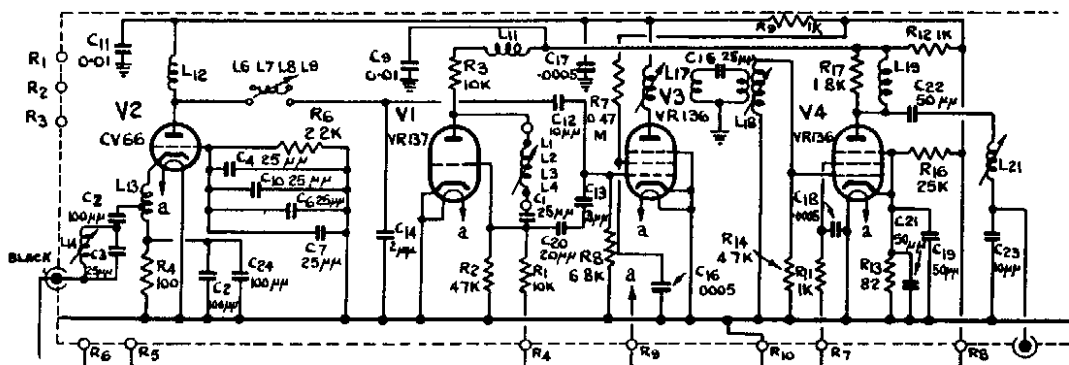 C11
0·01
R1
R2
R3
L12
L6 L7 L8 L9
V2
CV66
R6
22K
C4 25µµ
C10 25µµ
C6 25µµ
C7
25µµ
L13
a
C2
100µµ
L14
C3
25µµ
BLACK
R4
100
C2
100µµ
C24
100µµ
R6
R5
C9
0·01
L11
R3
10K
V1
VR137
a
C14
2µµ
R2
47K
C17
·0005
C12
10µµ
L1
L2
L3
L4
C1
25µµ
C20
20µµ
C13
R1
10K
R4
R9 1K
R7
0·47
M
L17
V3
VR136
a
C15 25µµ
L18
R8
6·8K
a
C16
·0005
R9
R10
R12 1K
R17
1·8K
L19
V4
VR136
C22
50µµ
L21
R16
25K
a
C18
·0005
R14
47K
R11
1K
R13
82
C21
50µµ
C19
50µµ
C23
10µµ
R7
R8